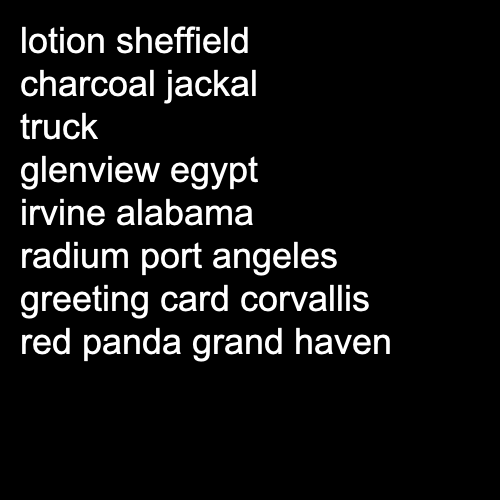 lotion sheffield
charcoal jackal
truck
glenview egypt
irvine alabama
radium port angeles
greeting card corvallis
red panda grand haven